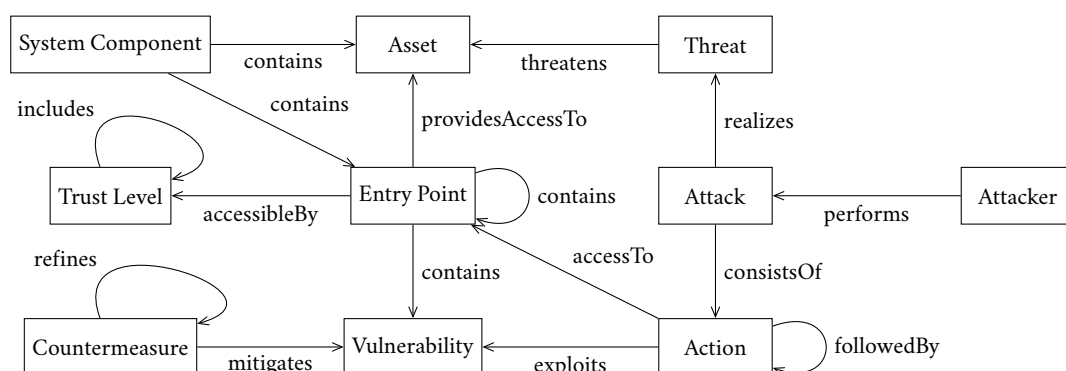 System Component
Asset
Threat
contains
threatens
includes
contains
providesAccessTo
realizes
Trust Level
Entry Point
contains
Attack
Attacker
accessibleBy
performs
refines
contains
accessTo
consistsOf
Countermeasure
Vulnerability
Action
followedBy
mitigates
exploits